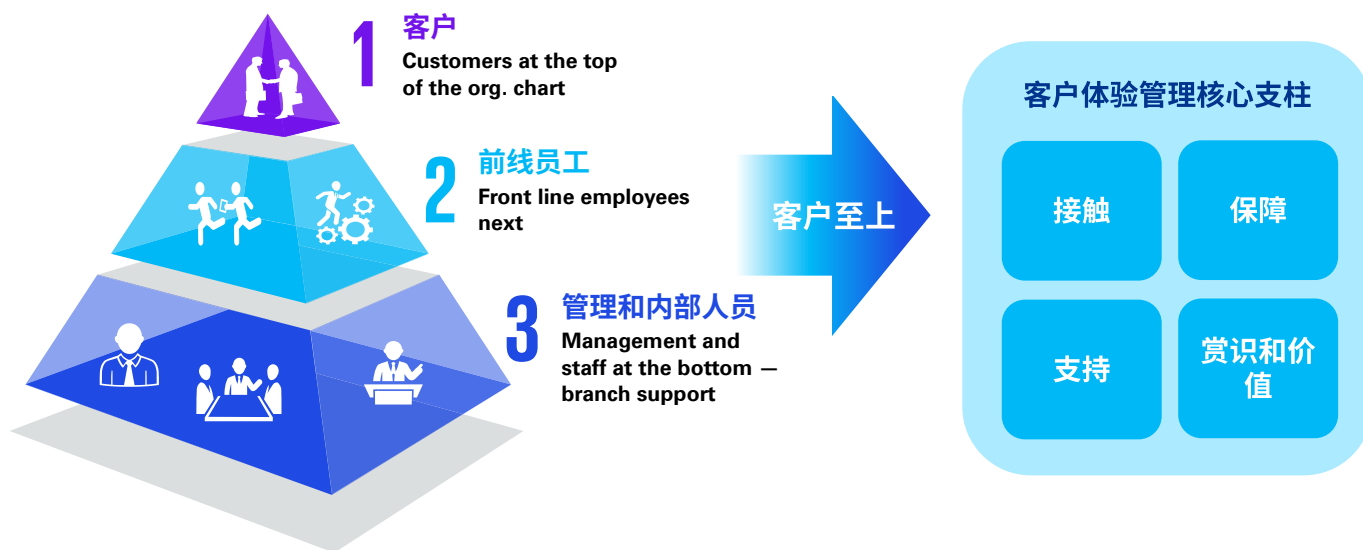 1
客户
Customers at the top
of the org. chart
2
前线员工
Front line employees
next
3
管理和内部人员
Management and
staff at the bottom —
branch support
客户至上
客户体验管理核心支柱
接触
保障
支持
赏识和价
值